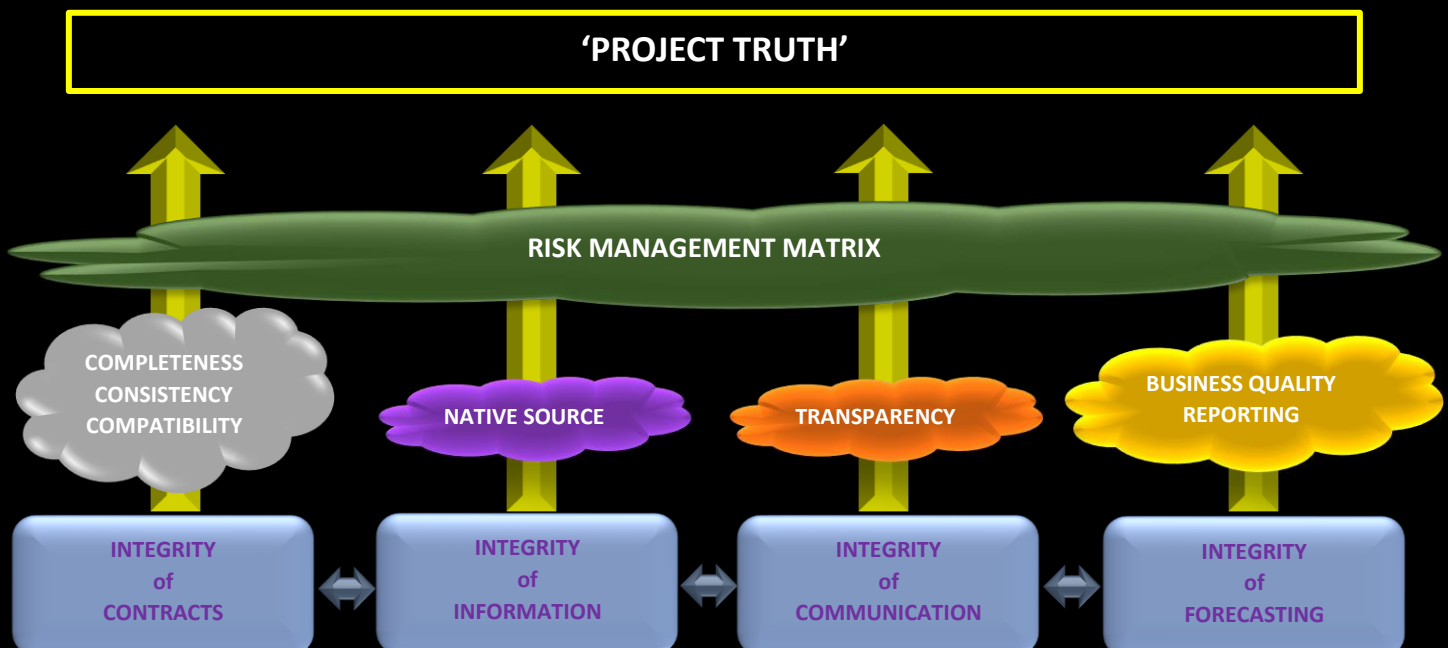 ‘PROJECT TRUTH’
RISK MANAGEMENT MATRIX
COMPLETENESS
CONSISTENCY
COMPATIBILITY
NATIVE SOURCE
TRANSPARENCY
BUSINESS QUALITY
REPORTING
INTEGRITY
of
CONTRACTS
INTEGRITY
of
INFORMATION
INTEGRITY
of
COMMUNICATION
INTEGRITY
of
FORECASTING